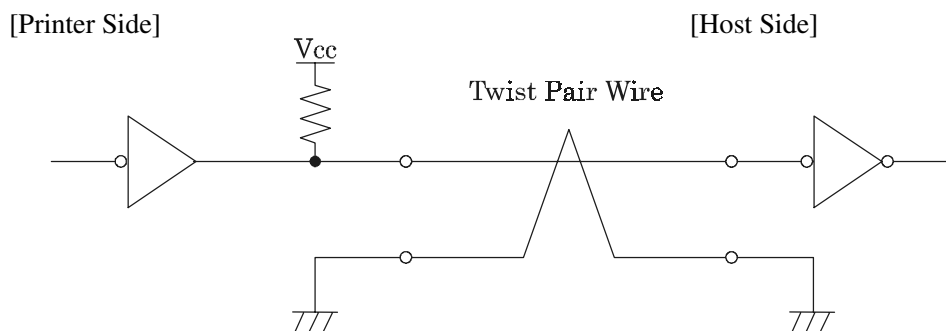 [Printer Side]
[Host Side]
Vcc
Twist Pair Wire